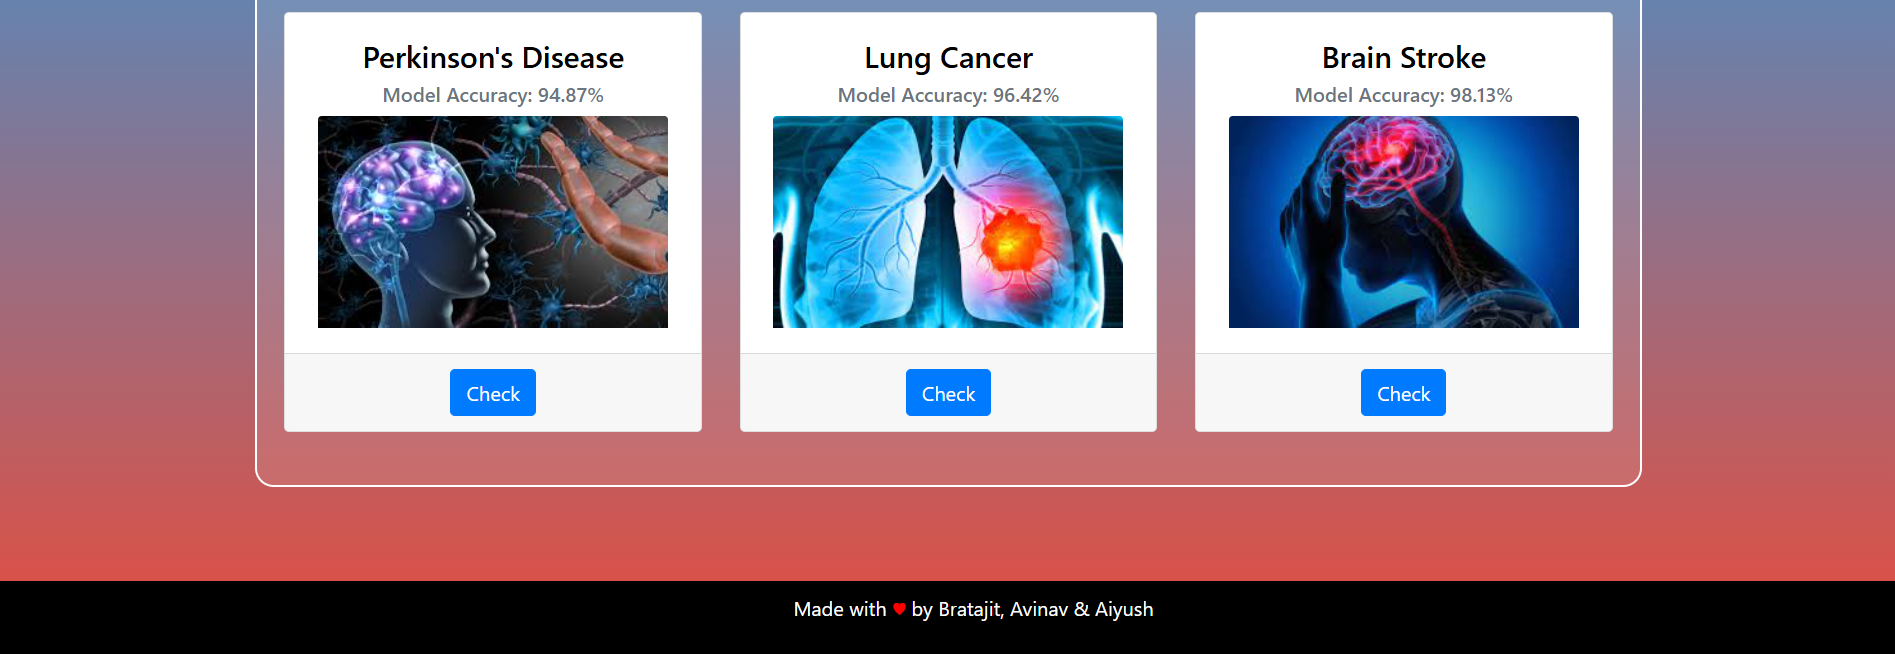 Perkinson's Disease
Model Accuracy: 94.87%
Check
Lung Cancer
Model Accuracy: 96.42%
Check
Brain Stroke
Model Accuracy: 98.13%
Check
Made with ♥ by Bratajit, Avinav & Aiyush